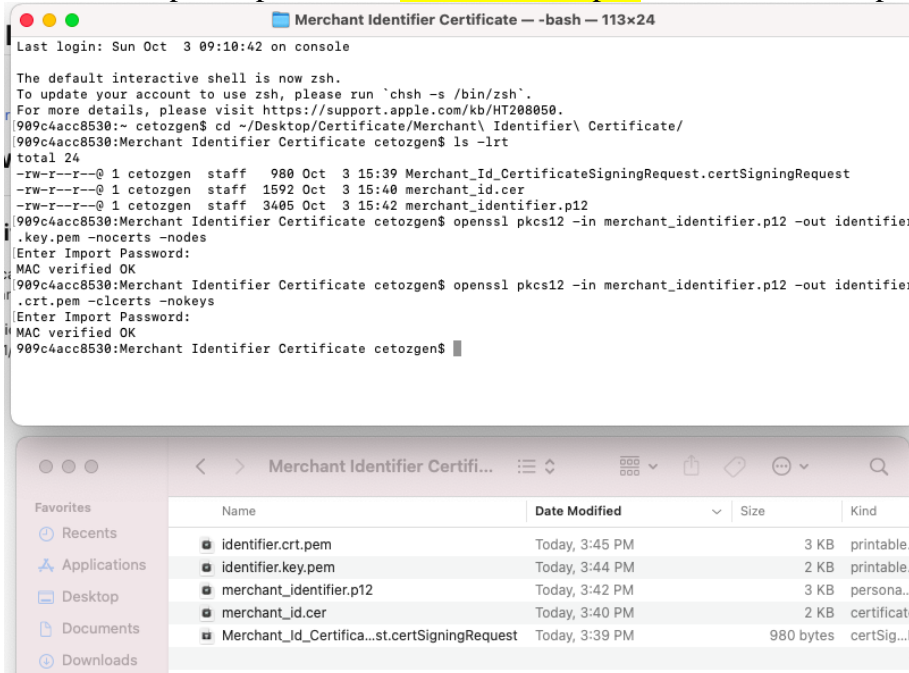 Merchant Identifier Certificate — -bash — 113×24
Last login: Sun Oct  3 09:10:42 on console
The default interactive shell is now zsh.
To update your account to use zsh, please run `chsh -s /bin/zsh`.
For more details, please visit https://support.apple.com/kb/HT208050.
[909c4acc8530:~ cetozgen$ cd ~/Desktop/Certificate/Merchant\ Identifier\ Certificate/
[909c4acc8530:Merchant Identifier Certificate cetozgen$ ls -lrt
total 24
-rw-r--r--@ 1 cetozgen  staff   980 Oct  3 15:39 Merchant_Id_CertificateSigningRequest.certSigningRequest
-rw-r--r--@ 1 cetozgen  staff  1592 Oct  3 15:40 merchant_id.cer
-rw-r--r--@ 1 cetozgen  staff  3405 Oct  3 15:42 merchant_identifier.p12
[909c4acc8530:Merchant Identifier Certificate cetozgen$ openssl pkcs12 -in merchant_identifier.p12 -out identifier
.key.pem -nocerts -nodes
[Enter Import Password:
MAC verified OK
[909c4acc8530:Merchant Identifier Certificate cetozgen$ openssl pkcs12 -in merchant_identifier.p12 -out identifier
.crt.pem -clcerts -nokeys
[Enter Import Password:
MAC verified OK
909c4acc8530:Merchant Identifier Certificate cetozgen$
Merchant Identifier Certifi...
Favorites
Recents
Applications
Desktop
Documents
Downloads
Name Date Modified Size Kind
identifier.crt.pem Today, 3:45 PM 3 KB printable.
identifier.key.pem Today, 3:44 PM 2 KB printable.
merchant_identifier.p12 Today, 3:42 PM 3 KB persona..
merchant_id.cer Today, 3:40 PM 2 KB certificat
Merchant_Id_Certifica...st.certSigningRequest Today, 3:39 PM 980 bytes certSig...